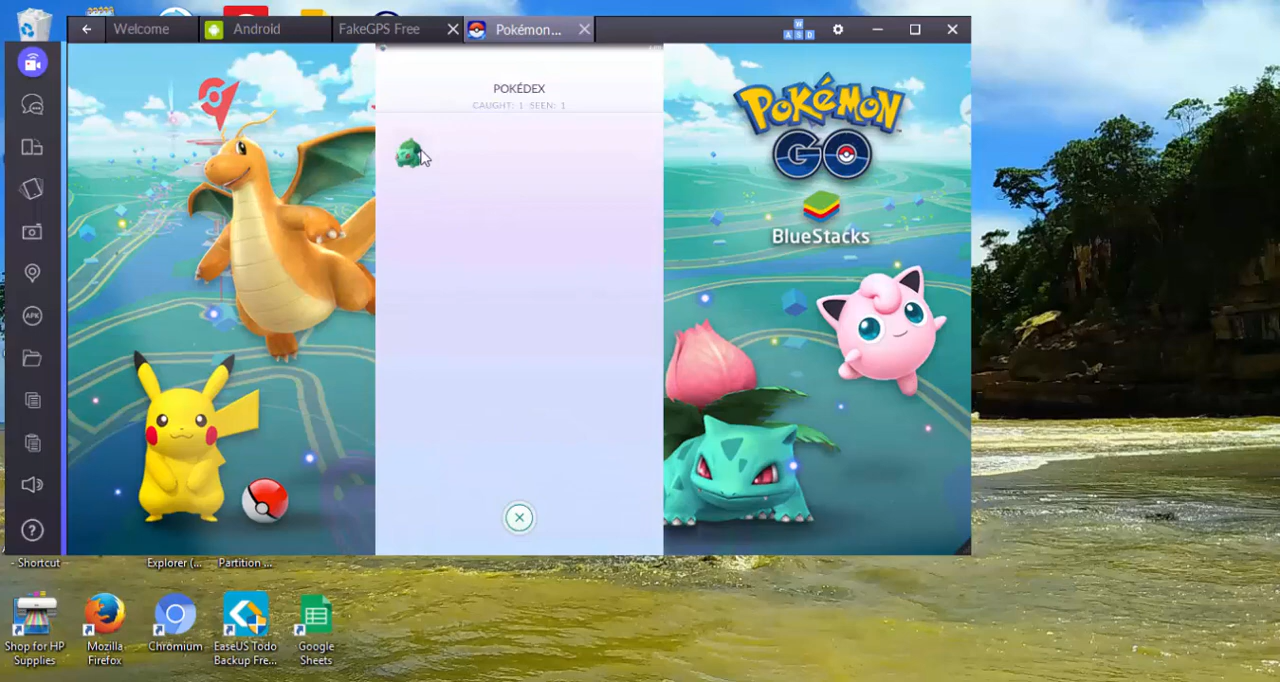 Welcome
Android
FakeGPS Free
Pokémon...
POKÉDEX
CAUGHT: 1 SEEN: 1
POKéMON
GO
BlueStacks
APK
- Shortcut
Explorer (...
Partition ...
Shop for HP
Supplies
Mozilla
Firefox
Chromium
EaseUS Todo
Backup Fre...
Google
Sheets